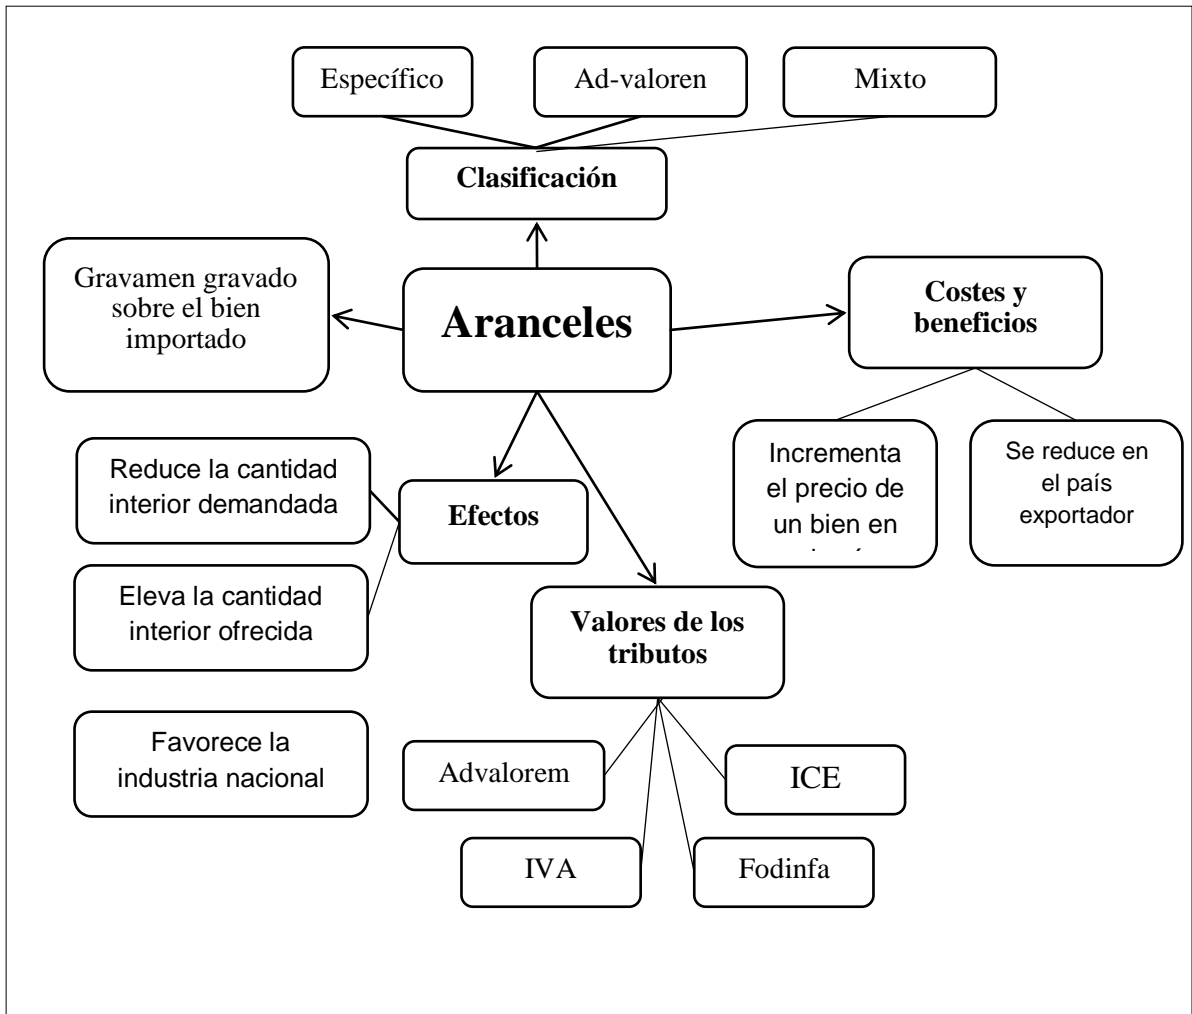 Específico
Ad-valoren
Mixto
Clasificación
Gravamen gravado
sobre el bien
importado
Aranceles
Costes y
beneficios
Incrementa
el precio de
un bien en
Se reduce en
el país
exportador
Reduce la cantidad
interior demandada
Efectos
Eleva la cantidad
interior ofrecida
Favorece la
industria nacional
Valores de los
tributos
Advalorem
ICE
IVA
Fodinfa